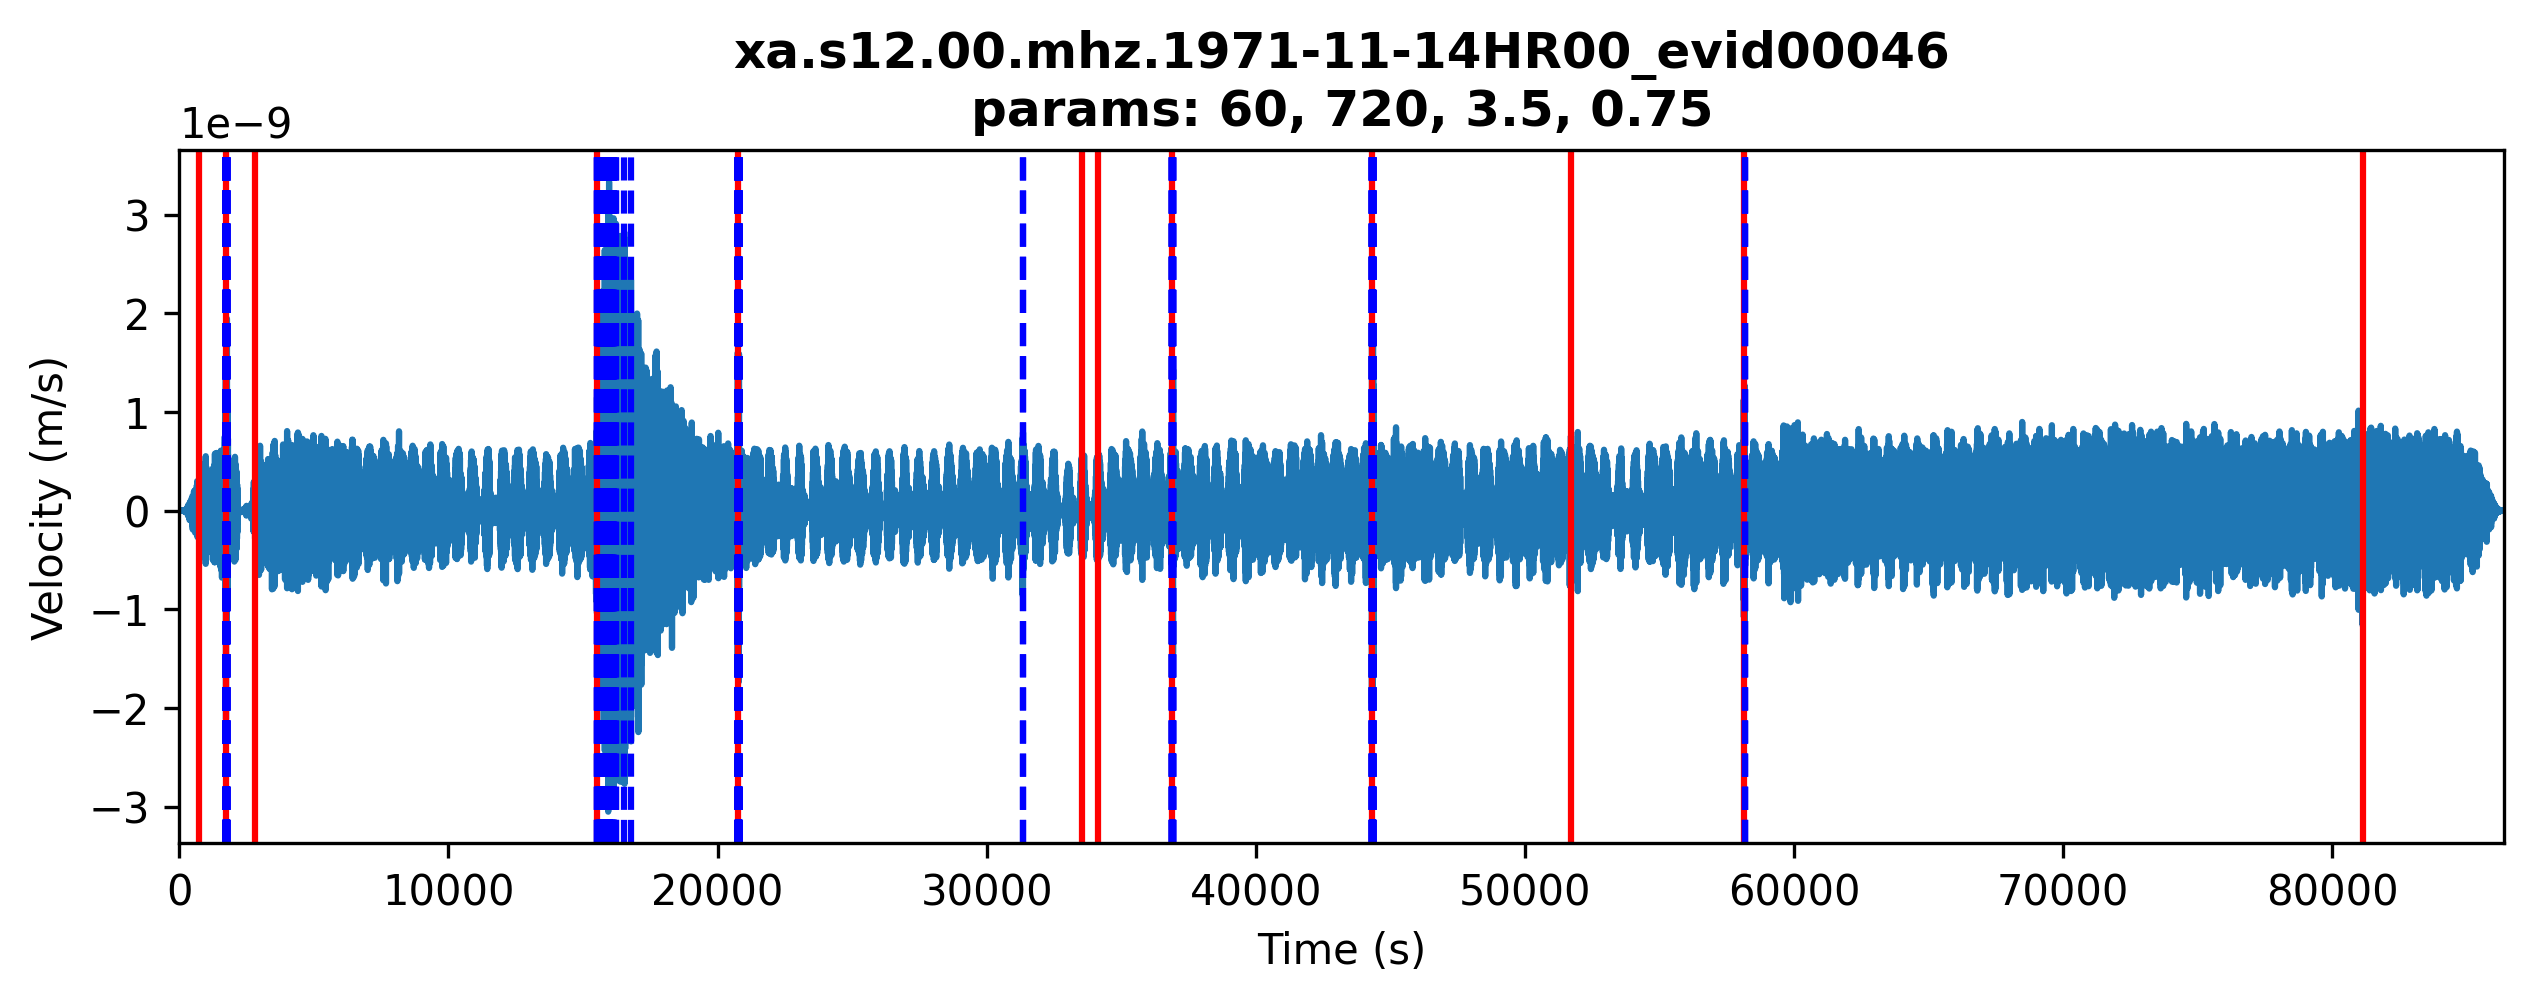 xa.s12.00.mhz.1971-11-14HR00_evid00046
params: 60, 720, 3.5, 0.75
1e−9
3
2
1
0
−1
−2
−3
Velocity (m/s)
0 10000 20000 30000 40000 50000 60000 70000 80000
Time (s)